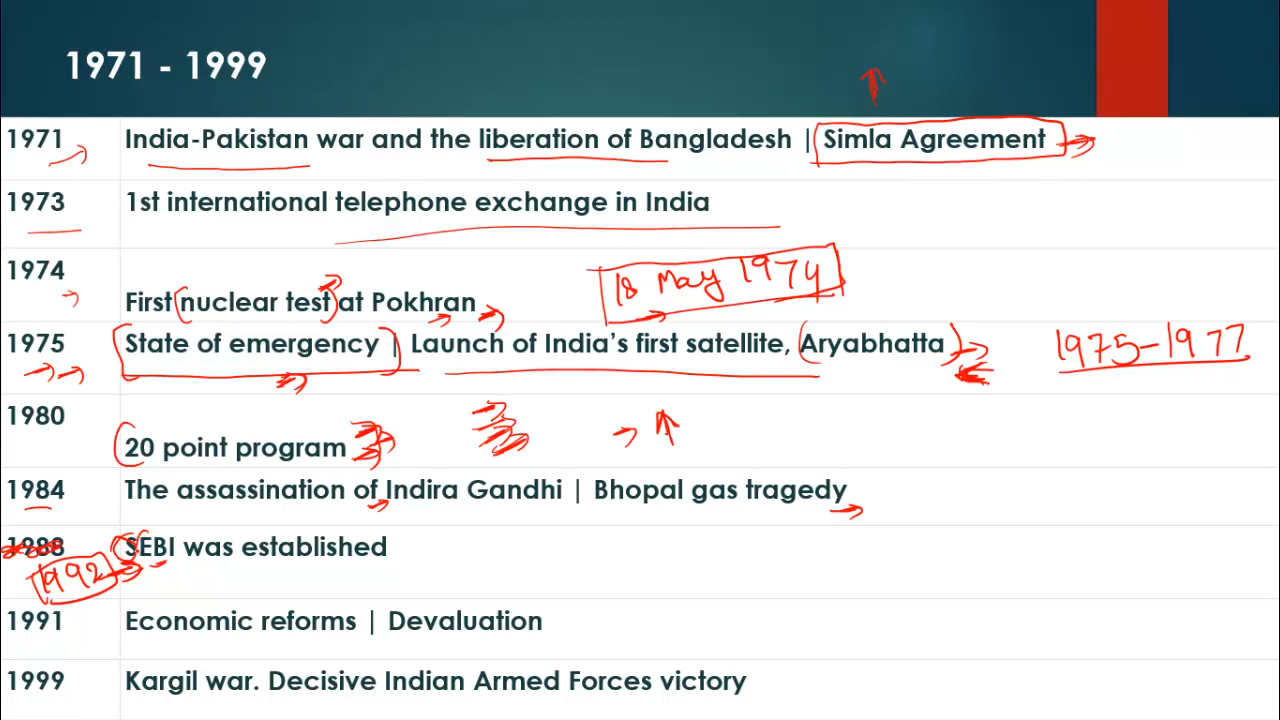 1971 - 1999
1971 India-Pakistan war and the liberation of Bangladesh | Simla Agreement
1973 1st international telephone exchange in India
1974 First nuclear test at Pokhran 18 May 1974
1975 State of emergency | Launch of India's first satellite, Aryabhatta 1975-1977
1980 20 point program
1984 The assassination of Indira Gandhi | Bhopal gas tragedy
1988 SEBI was established
1992
1991 Economic reforms | Devaluation
1999 Kargil war. Decisive Indian Armed Forces victory